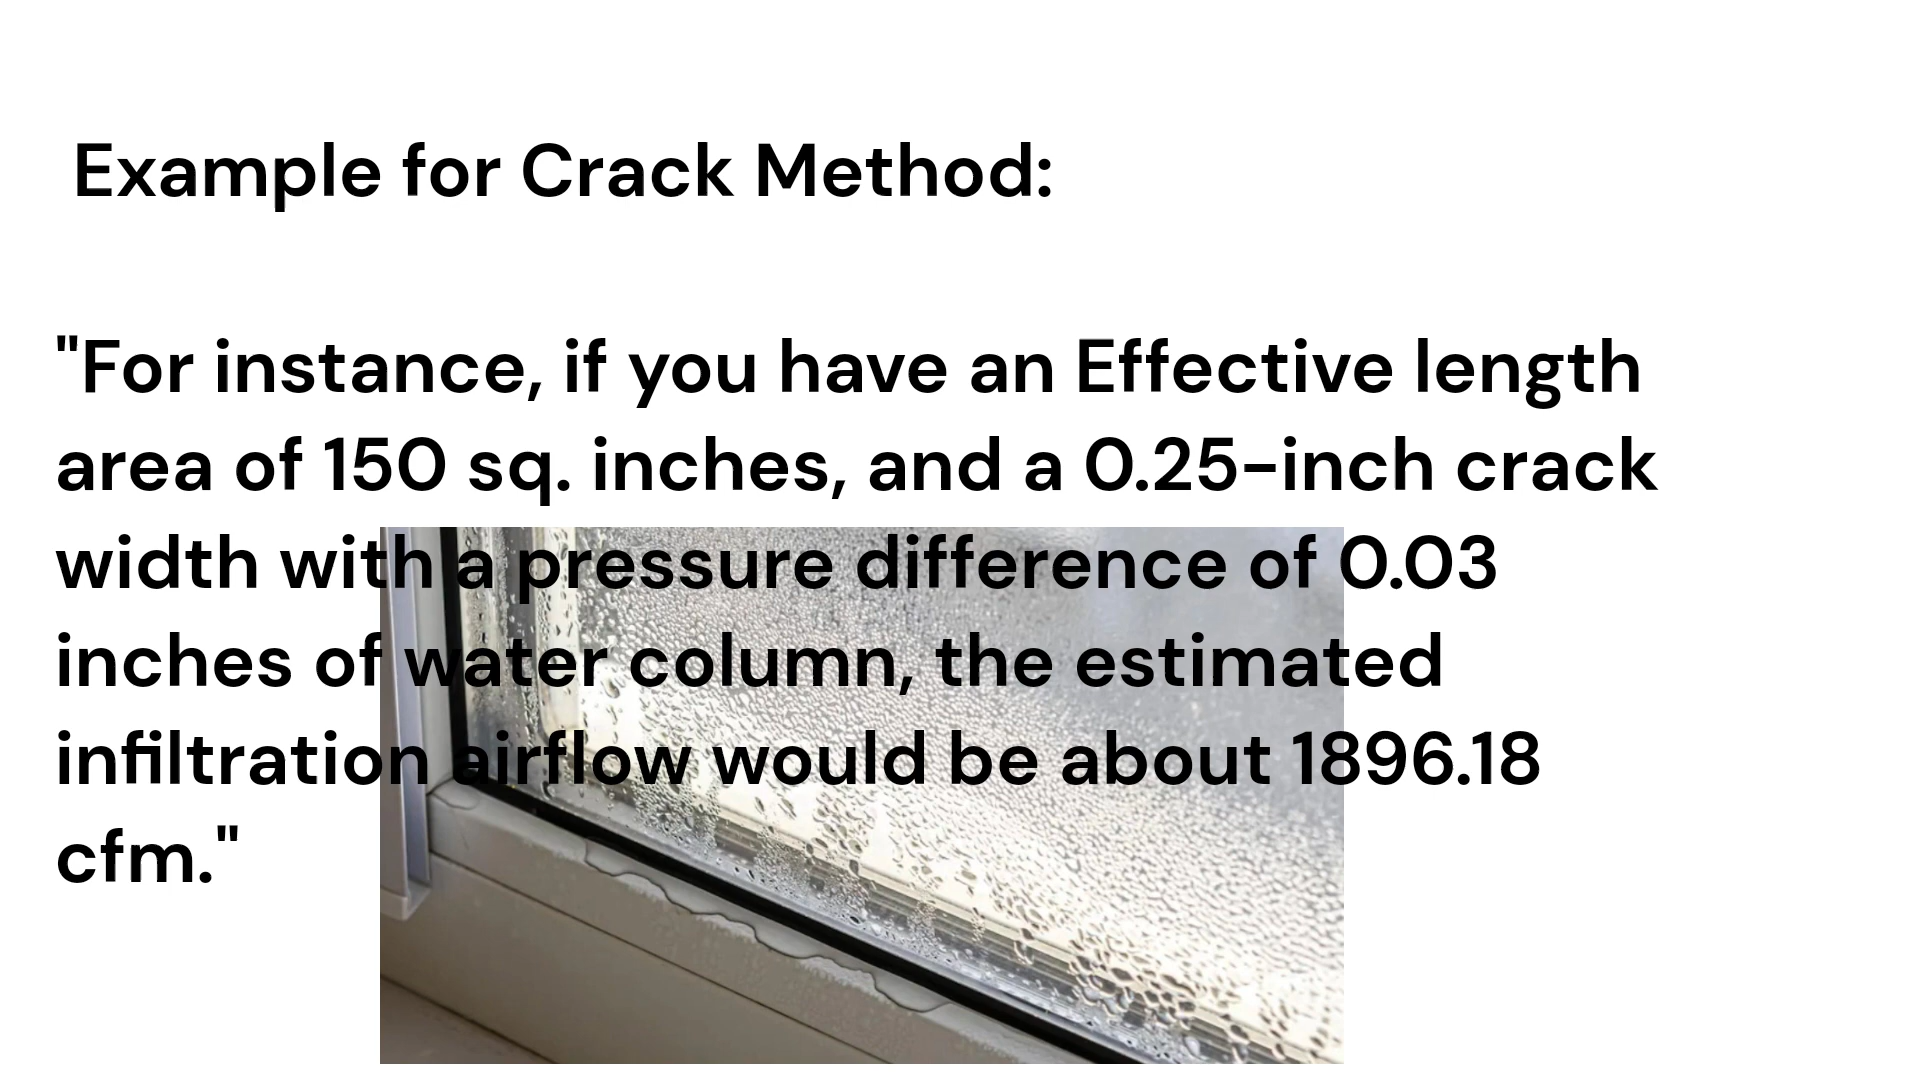 Example for Crack Method:
"For instance, if you have an Effective length
area of 150 sq. inches, and a 0.25-inch crack
width with a pressure difference of 0.03
inches of water column, the estimated
infiltration airflow would be about 1896.18
cfm."